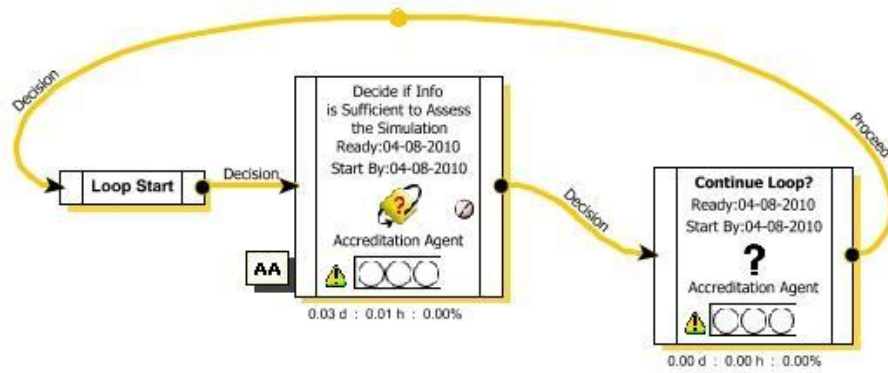 Decision
Proceed
Loop Start
Decision
Decide if Info
is Sufficient to Assess
the Simulation
Ready:04-08-2010
Start By:04-08-2010
?
Accreditation Agent
AA
0.03 d : 0.01 h : 0.00%
Decision
Continue Loop?
Ready:04-08-2010
Start By:04-08-2010
?
Accreditation Agent
0.00 d : 0.00 h : 0.00%